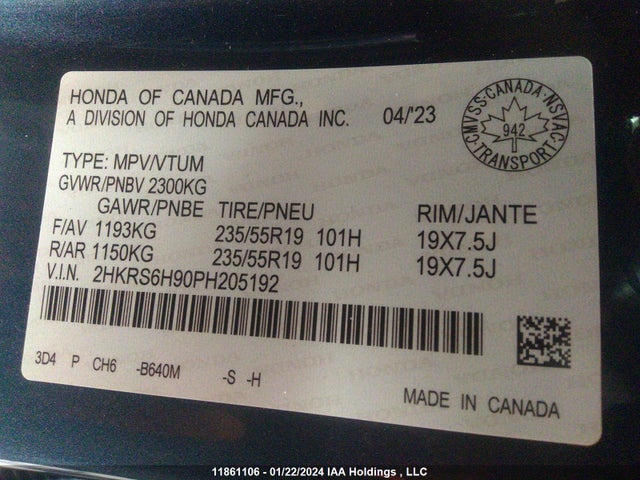 HONDA OF CANADA MFG.,
A DIVISION OF HONDA CANADA INC. 04/'23
CMVSS·CANADA·NSVAC
942
TRANSPORT
TYPE: MPV/VTUM
GVWR/PNBV 2300KG
GAWR/PNBE TIRE/PNEU RIM/JANTE
F/AV 1193KG 235/55R19 101H 19X7.5J
R/AR 1150KG 235/55R19 101H 19X7.5J
V.I.N. 2HKRS6H90PH205192
3D4 P CH6 -B640M -S -H
MADE IN CANADA
11861106 - 01/22/2024 IAA Holdings , LLC